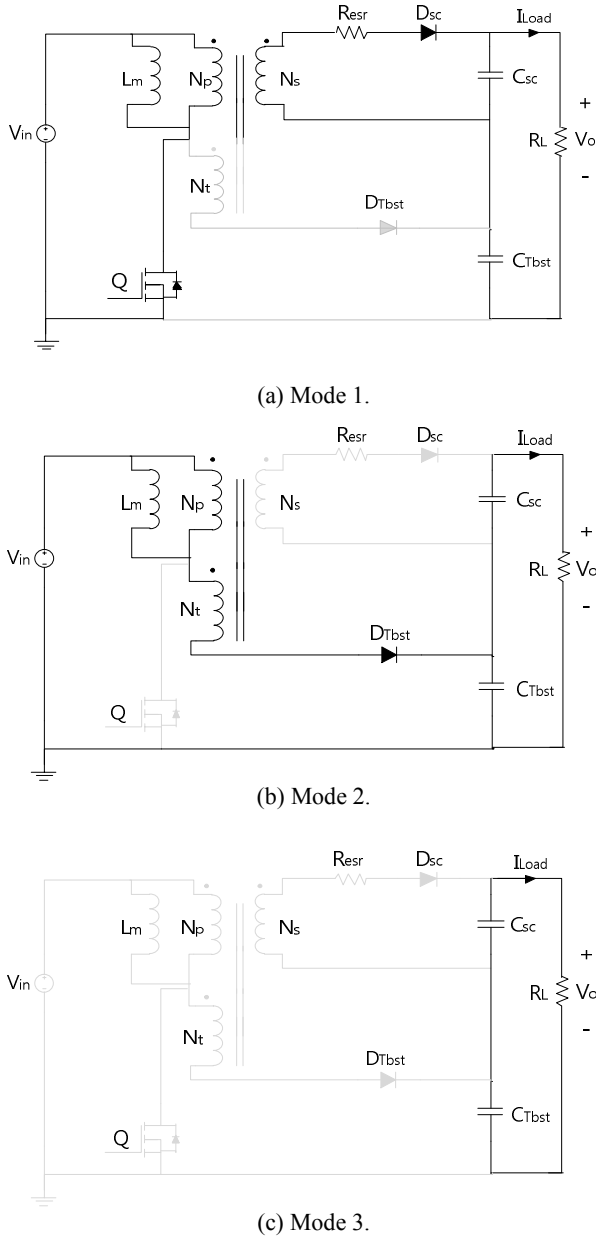 Resr Dsc ILoad
Lm Np Ns Csc
Vin + RL Vo -
Nt DTbst
Q CTbst
(a) Mode 1.
Resr Dsc ILoad
Lm Np Ns Csc
Vin + RL Vo -
Nt DTbst
Q CTbst
(b) Mode 2.
Resr Dsc ILoad
Lm Np Ns Csc
Vin + RL Vo -
Nt DTbst
Q CTbst
(c) Mode 3.